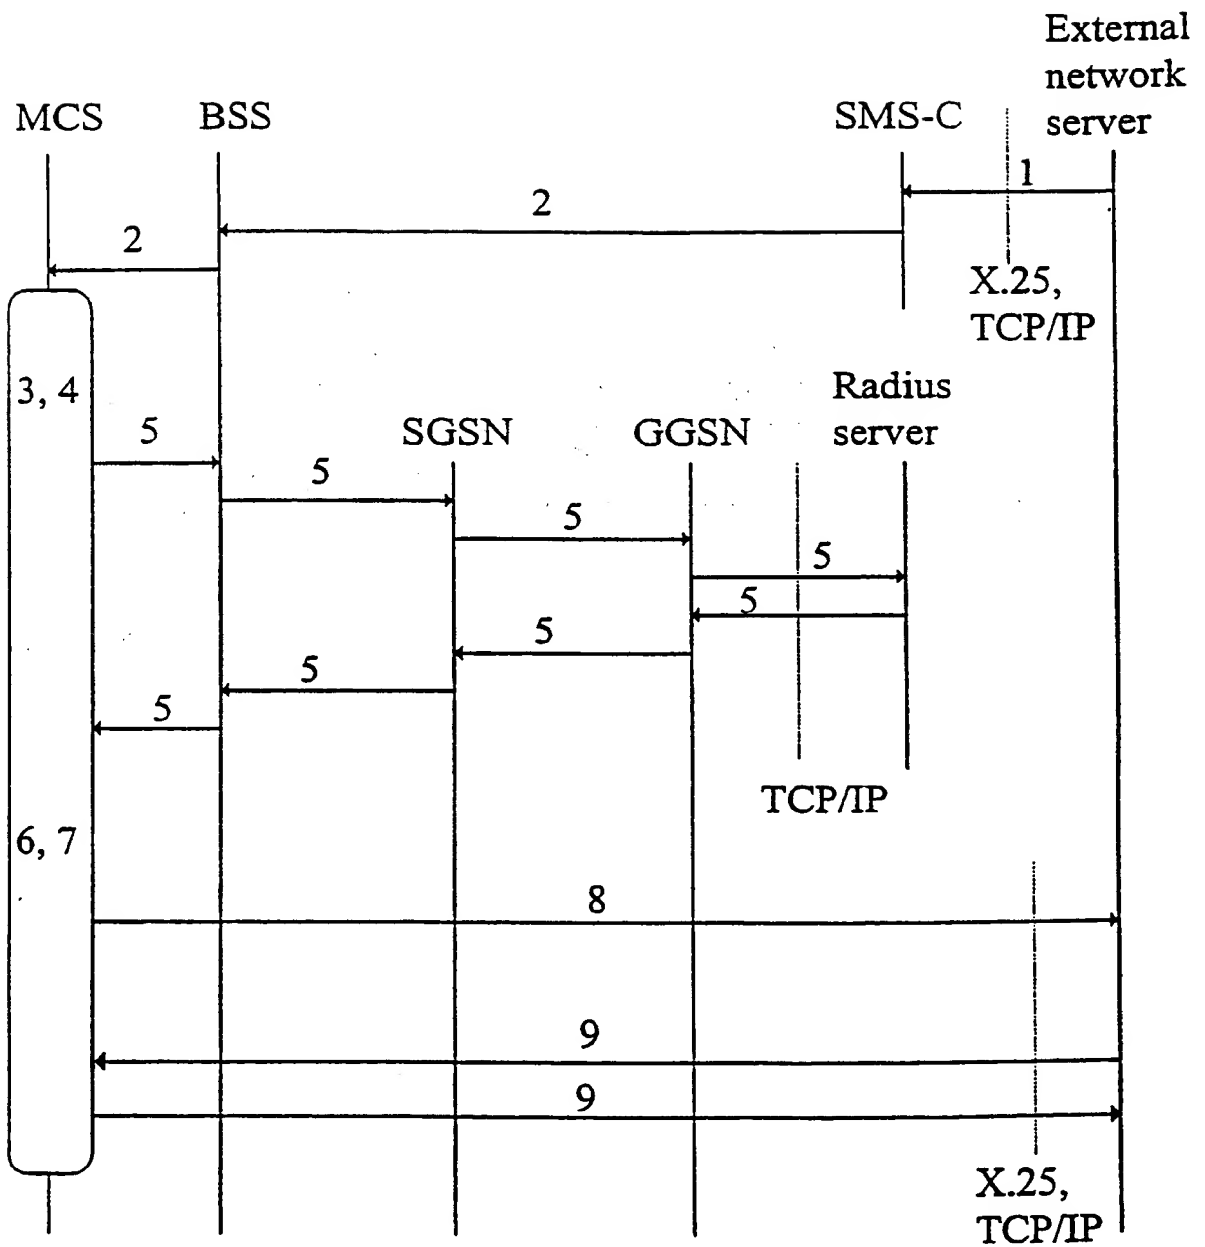 External
network
server
MCS
BSS
SMS-C
1
2
2
X.25,
TCP/IP
3, 4
Radius
server
SGSN
GGSN
5
5
5
5
5
5
5
5
TCP/IP
6, 7
8
9
9
X.25,
TCP/IP